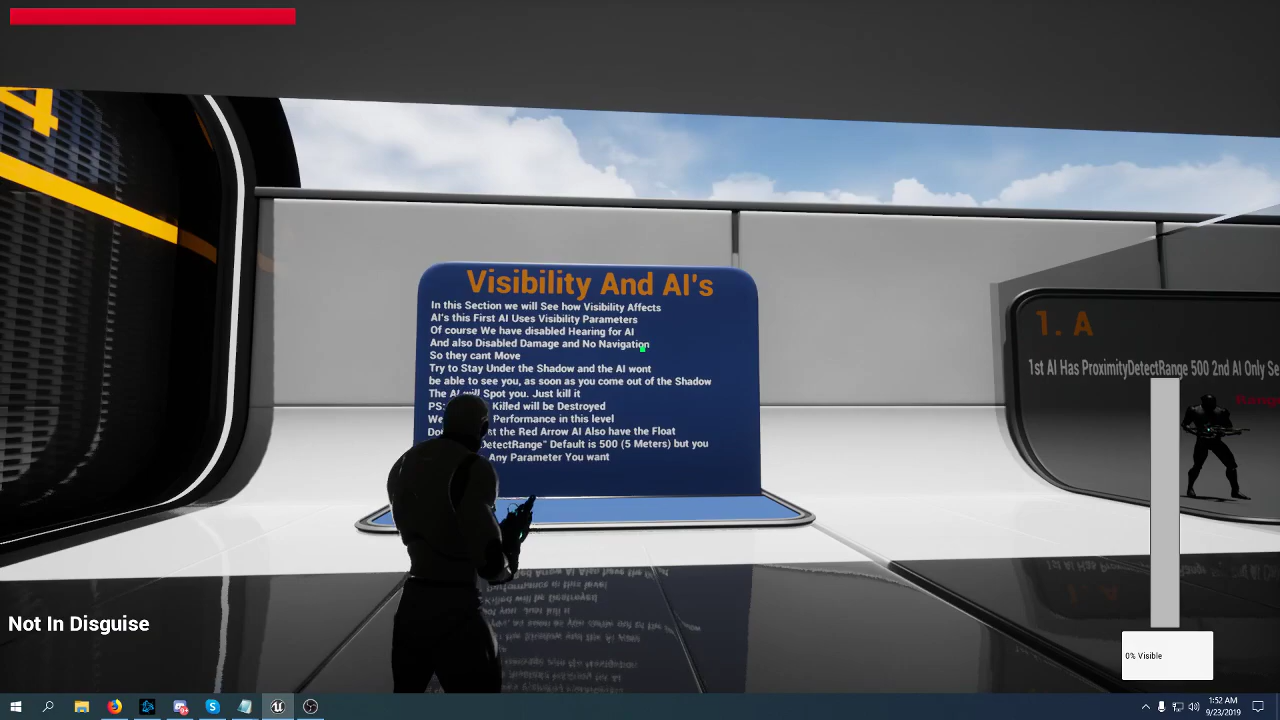 4
Visibility And AI's
In this Section we will See how Visibility Affects
AI's this First AI Uses Visibility Parameters
Of course We have disabled Hearing for AI
And also Disabled Damage and No Navigation
So they cant Move
Try to Stay Under the Shadow and the AI wont
be able to see you, as soon as you come out of the Shadow
The AI will Spot you. Just kill it
PS: Killed will be Destroyed
We Performance in this level
st the Red Arrow AI Also have the Float
DetectRange" Default is 500 (5 Meters) but you
Any Parameter You want
1. A
1st AI Has ProximityDetectRange 500 2nd AI Only Se
Not In Disguise
0% Visible
1:52 AM
9/23/2019